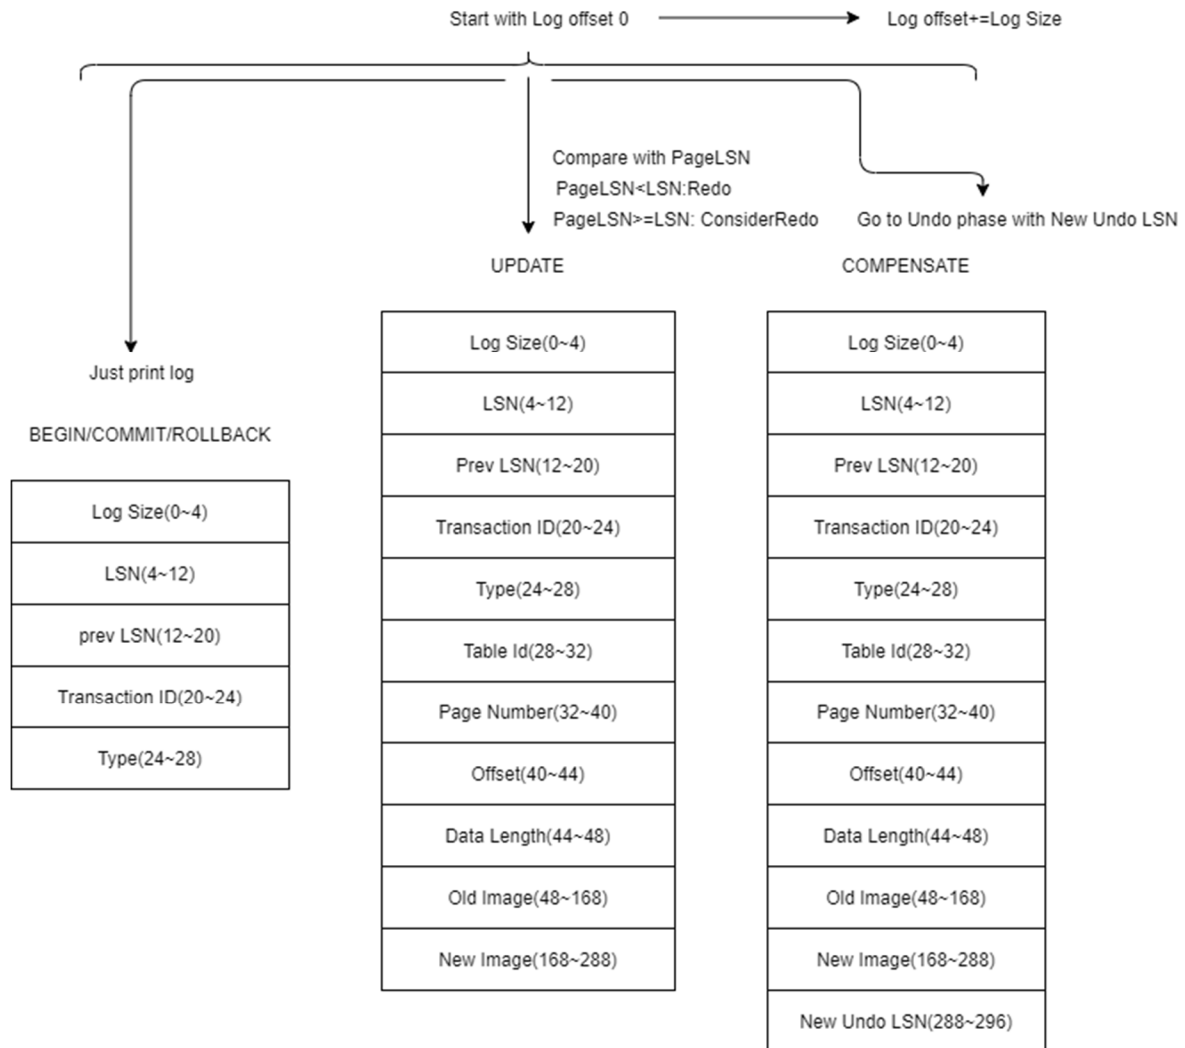 Start with Log offset 0
Log offset+=Log Size
Compare with PageLSN
PageLSN<LSN:Redo
PageLSN>=LSN: ConsiderRedo
Go to Undo phase with New Undo LSN
Just print log
BEGIN/COMMIT/ROLLBACK
Log Size(0~4)
LSN(4~12)
prev LSN(12~20)
Transaction ID(20~24)
Type(24~28)
UPDATE
Log Size(0~4)
LSN(4~12)
Prev LSN(12~20)
Transaction ID(20~24)
Type(24~28)
Table Id(28~32)
Page Number(32~40)
Offset(40~44)
Data Length(44~48)
Old Image(48~168)
New Image(168~288)
COMPENSATE
Log Size(0~4)
LSN(4~12)
Prev LSN(12~20)
Transaction ID(20~24)
Type(24~28)
Table Id(28~32)
Page Number(32~40)
Offset(40~44)
Data Length(44~48)
Old Image(48~168)
New Image(168~288)
New Undo LSN(288~296)